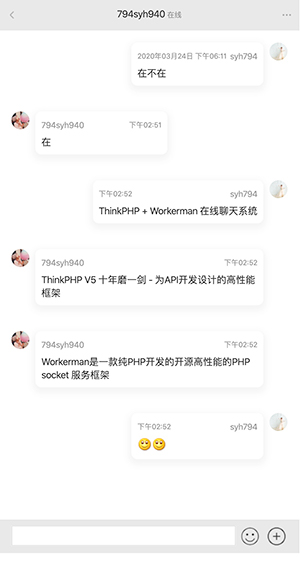 794syh940 在线
2020年03月24日 下午06:11 syh794
在不在
794syh940 下午02:51
在
下午02:52 syh794
ThinkPHP + Workerman 在线聊天系统
794syh940 下午02:52
ThinkPHP V5 十年磨一剑 - 为API开发设计的高性能
框架
794syh940 下午02:52
Workerman是一款纯PHP开发的开源高性能的PHP
socket 服务框架
下午02:52 syh794